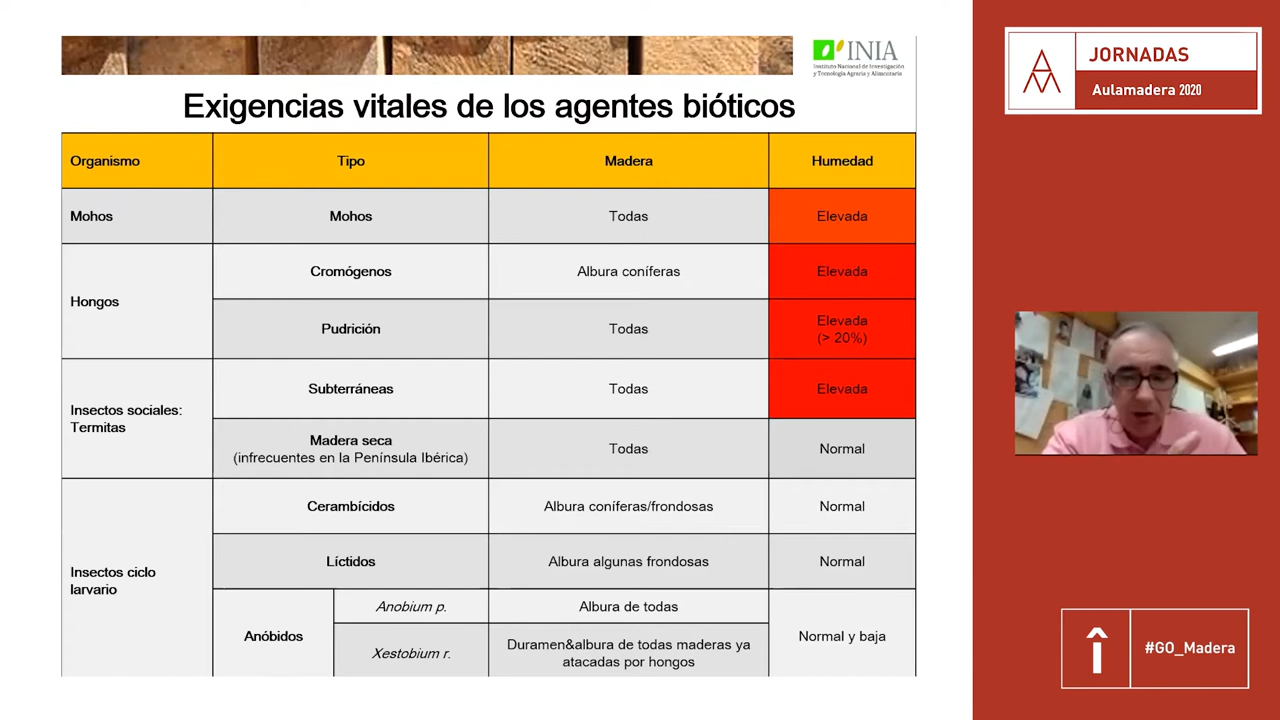 INIA
Instituto Nacional de Investigación
y Tecnología Agraria y Alimentaria
JORNADAS
Aulamadera 2020
Exigencias vitales de los agentes bióticos
Organismo
Tipo
Madera
Humedad
Mohos
Mohos
Todas
Elevada
Hongos
Cromógenos
Albura coníferas
Elevada
Pudrición
Todas
Elevada
(> 20%)
Insectos sociales:
Termitas
Subterráneas
Todas
Elevada
Madera seca
(infrecuentes en la Península Ibérica)
Todas
Normal
Insectos ciclo
larvario
Cerambícidos
Albura coníferas/frondosas
Normal
Líctidos
Albura algunas frondosas
Normal
Anóbidos
Anobium p.
Albura de todas
Normal y baja
Xestobium r.
Duramen&albura de todas maderas ya
atacadas por hongos
#GO_Madera